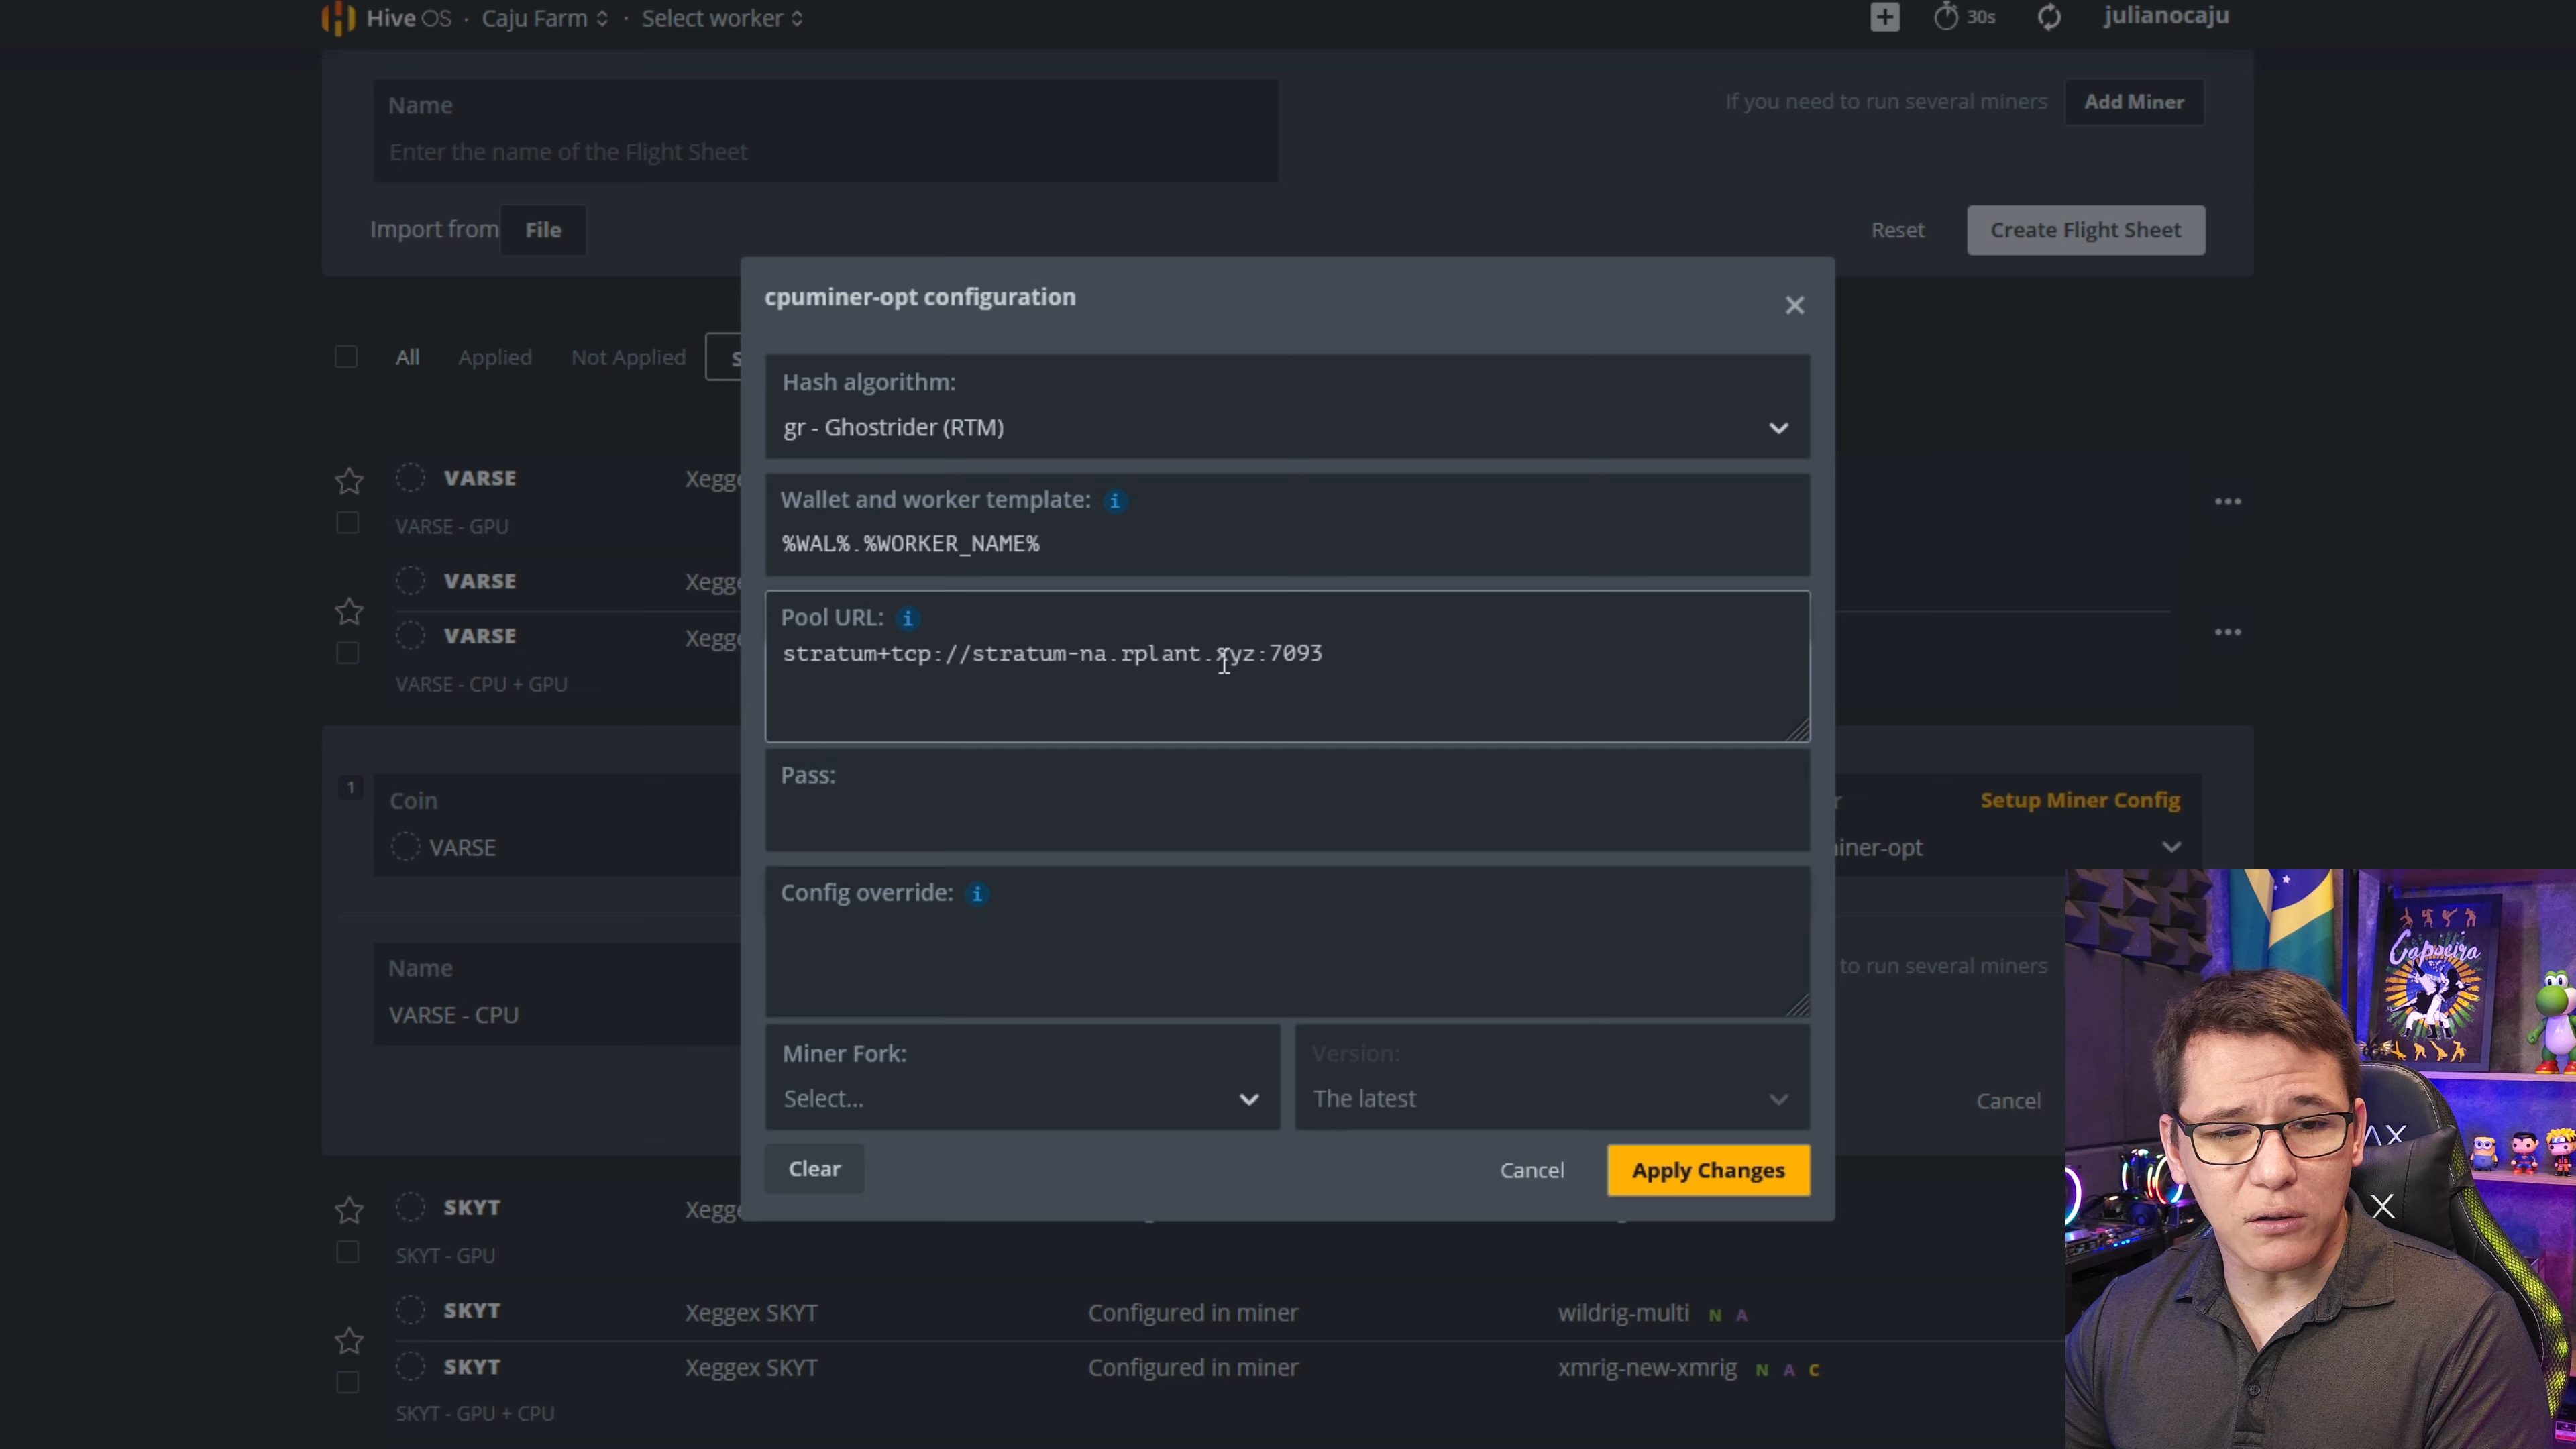 Hive OS · Caju Farm · Select worker
30s
julianocaju
Name
Enter the name of the Flight Sheet
If you need to run several miners
Add Miner
Import from File
Reset
Create Flight Sheet
cpuminer-opt configuration
All Applied Not Applied
Hash algorithm:
gr - Ghostrider (RTM)
VARSE
VARSE - GPU
Wallet and worker template:
%WAL%.%WORKER_NAME%
VARSE
VARSE
VARSE - CPU + GPU
Pool URL:
stratum+tcp://stratum-na.rplant.xyz:7093
Pass:
1
Coin
VARSE
Setup Miner Config
Config override:
Name
VARSE - CPU
to run several miners
Miner Fork:
Select...
Version:
The latest
Cancel
Clear
Cancel
Apply Changes
SKYT
SKYT - GPU
SKYT Xeggex SKYT Configured in miner wildrig-multi N A
SKYT Xeggex SKYT Configured in miner xmrig-new-xmrig N A C
SKYT - GPU + CPU
Capoeira